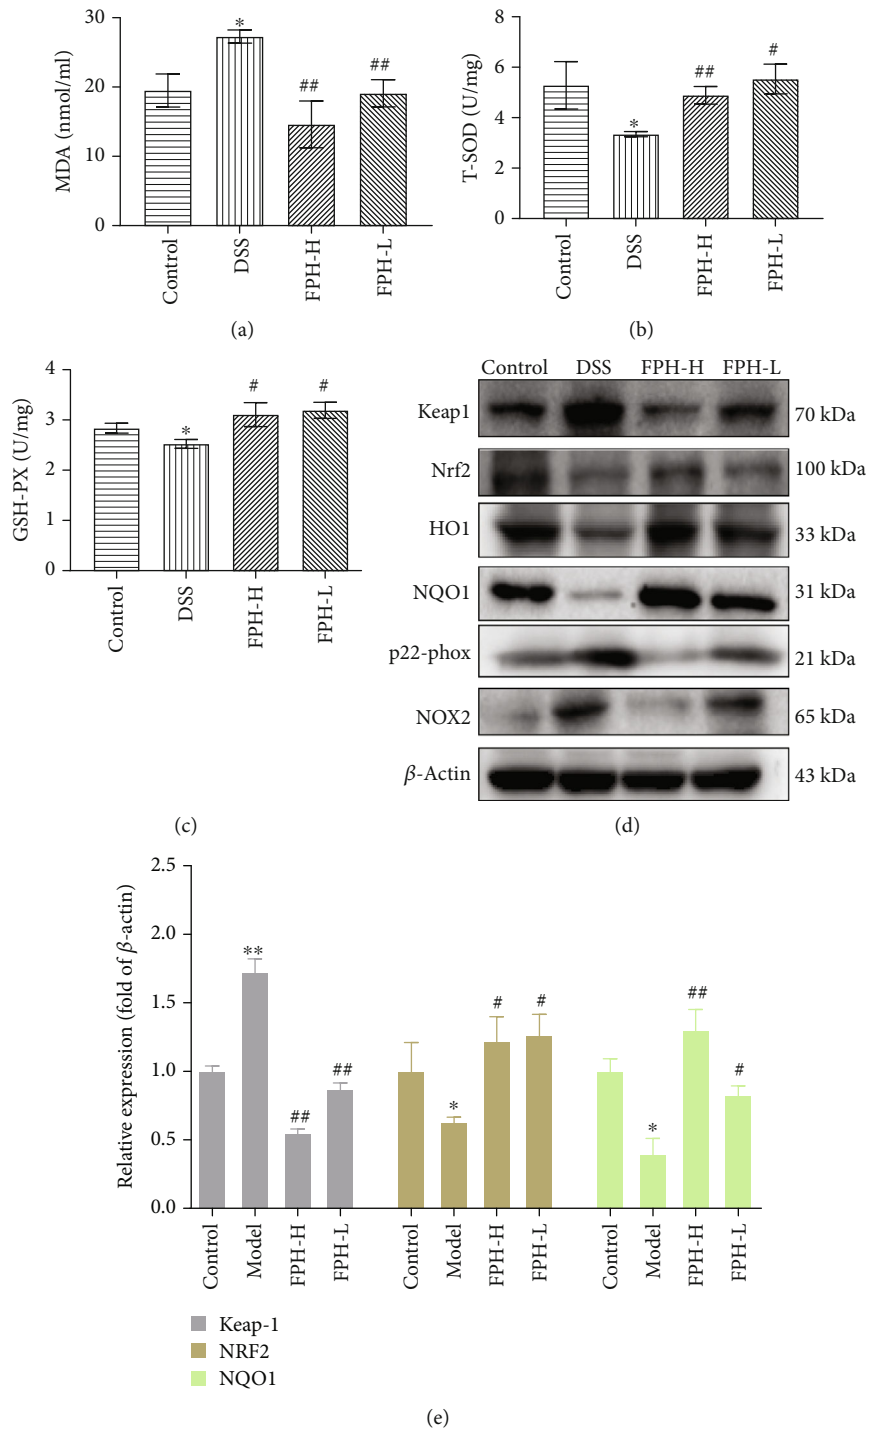 MDA (nmol/ml)
30
20
10
0
*
##
##
Control
DSS
FPH-H
FPH-L
(a)
T-SOD (U/mg)
8
6
4
2
0
*
##
#
Control
DSS
FPH-H
FPH-L
(b)
GSH-PX (U/mg)
4
3
2
1
0
*
#
#
Control
DSS
FPH-H
FPH-L
(c)
Control DSS FPH-H FPH-L
Keap1 70 kDa
Nrf2 100 kDa
HO1 33 kDa
NQO1 31 kDa
p22-phox 21 kDa
NOX2 65 kDa
β-Actin 43 kDa
(d)
Relative expression (fold of β-actin)
2.5
2.0
1.5
1.0
0.5
0.0
**
##
##
*
#
#
*
##
#
Control
Model
FPH-H
FPH-L
Control
Model
FPH-H
FPH-L
Control
Model
FPH-H
FPH-L
Keap-1
NRF2
NQO1
(e)